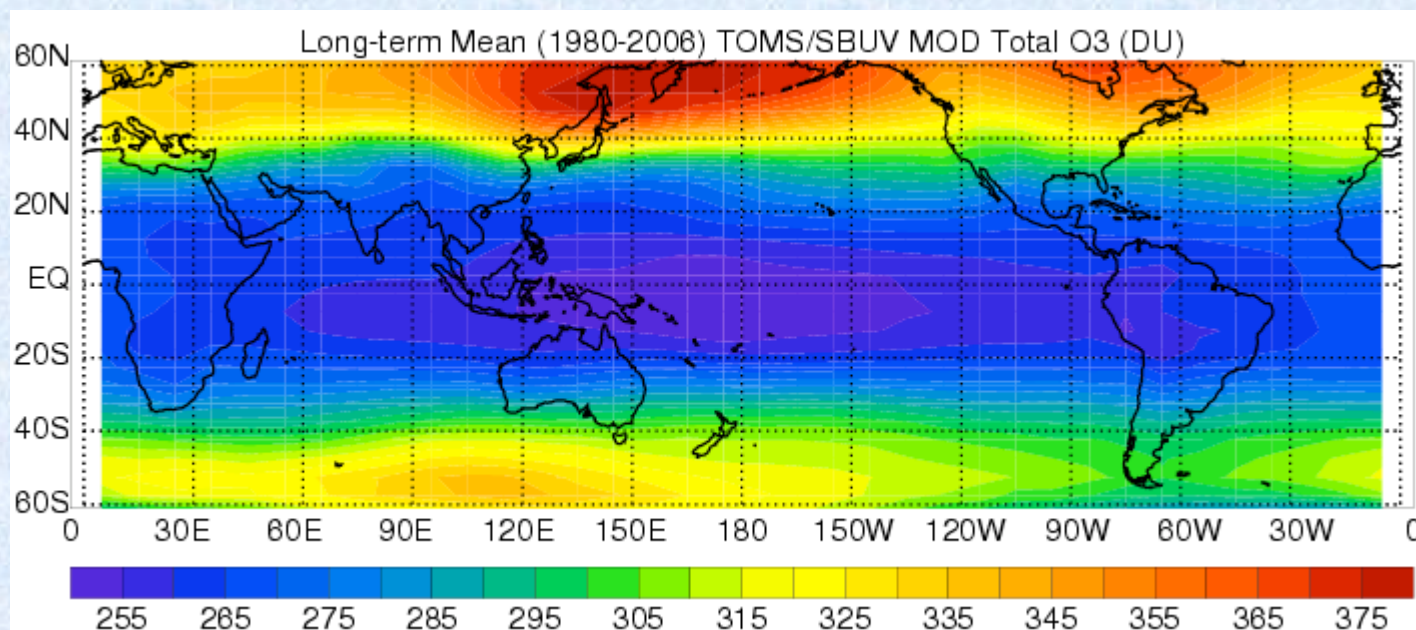 Long-term Mean (1980-2006) TOMS/SBUV MOD Total O3 (DU)
60N
40N
20N
EQ
20S
40S
60S
0 30E 60E 90E 120E 150E 180 150W 120W 90W 60W 30W 0
255 265 275 285 295 305 315 325 335 345 355 365 375